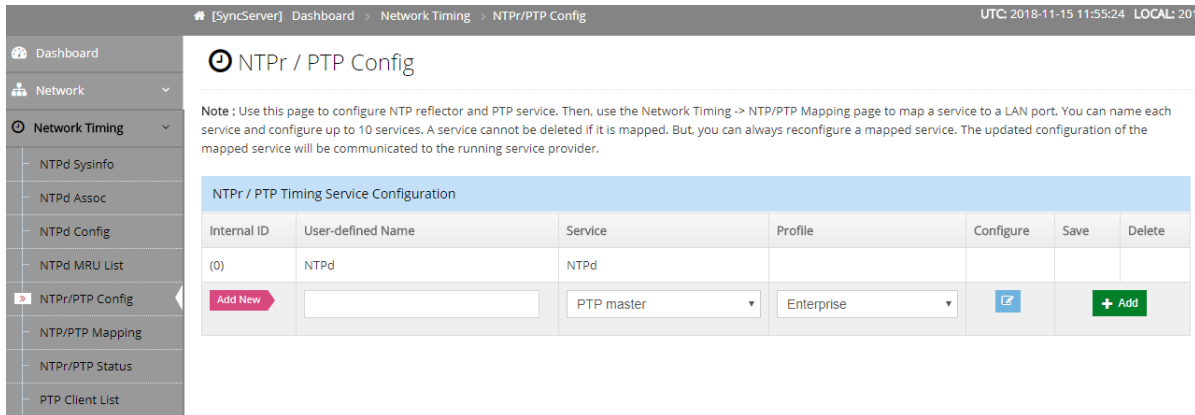 [SyncServer] Dashboard > Network Timing > NTPr/PTP Config
UTC: 2018-11-15 11:55:24 LOCAL: 201
Dashboard
Network
Network Timing
NTPd Sysinfo
NTPd Assoc
NTPd Config
NTPd MRU List
NTPr/PTP Config
NTP/PTP Mapping
NTPr/PTP Status
PTP Client List
NTPr / PTP Config
Note : Use this page to configure NTP reflector and PTP service. Then, use the Network Timing -> NTP/PTP Mapping page to map a service to a LAN port. You can name each
service and configure up to 10 services. A service cannot be deleted if it is mapped. But, you can always reconfigure a mapped service. The updated configuration of the
mapped service will be communicated to the running service provider.
NTPr / PTP Timing Service Configuration
Internal ID User-defined Name Service Profile Configure Save Delete
(0) NTPd NTPd
Add New PTP master Enterprise + Add